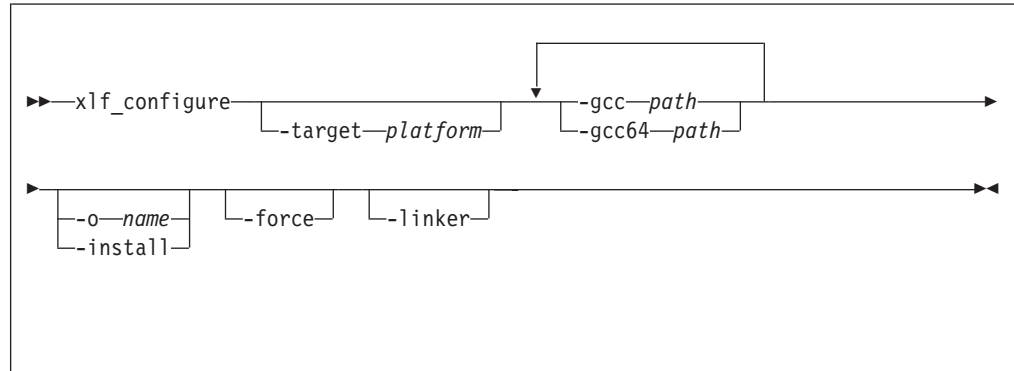 xlf_configure -gcc path
-target platform -gcc64 path
-o name -force -linker
-install